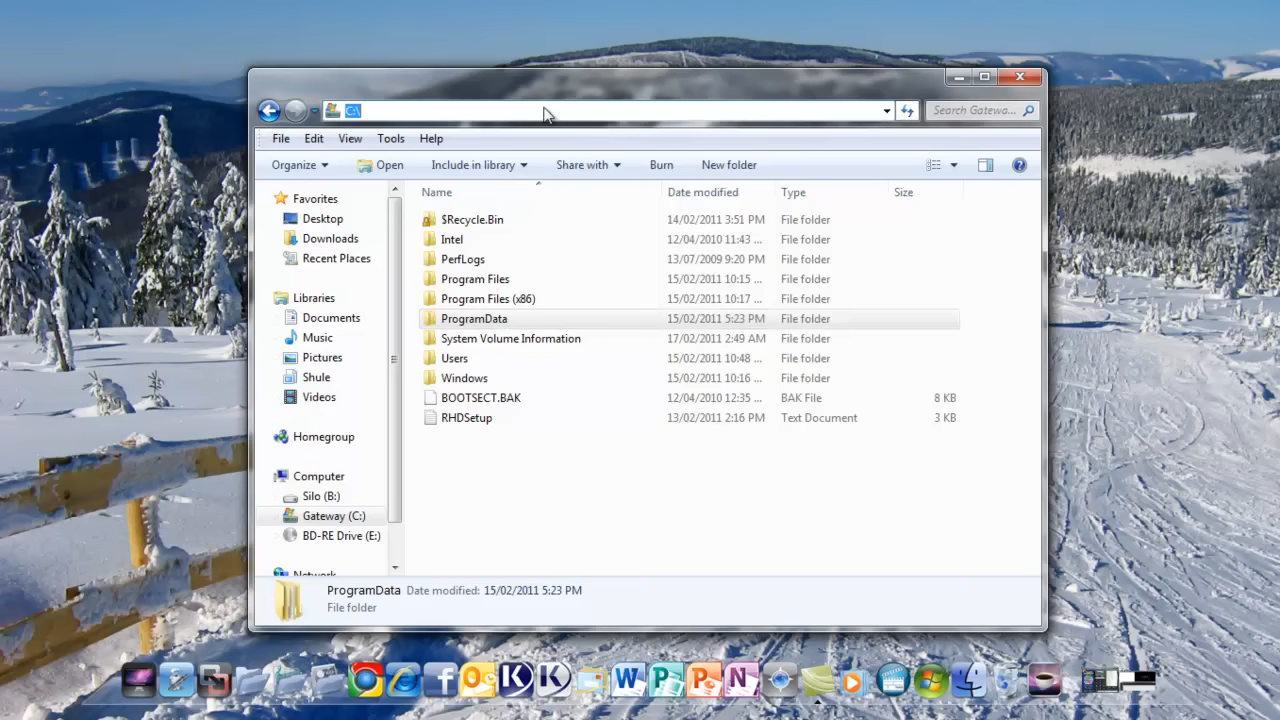 C:\
Search Gatewa...
File Edit View Tools Help
Organize Open Include in library Share with Burn New folder
Name Date modified Type Size
Favorites
Desktop
Downloads
Recent Places
Libraries
Documents
Music
Pictures
Shule
Videos
Homegroup
Computer
Silo (B:)
Gateway (C:)
BD-RE Drive (E:)
Network
$Recycle.Bin 14/02/2011 3:51 PM File folder
Intel 12/04/2010 11:43 ... File folder
PerfLogs 13/07/2009 9:20 PM File folder
Program Files 15/02/2011 10:15 ... File folder
Program Files (x86) 15/02/2011 10:17 ... File folder
ProgramData 15/02/2011 5:23 PM File folder
System Volume Information 17/02/2011 2:49 AM File folder
Users 15/02/2011 10:48 ... File folder
Windows 15/02/2011 10:16 ... File folder
BOOTSECT.BAK 12/04/2010 12:35 ... BAK File 8 KB
RHDSetup 13/02/2011 2:16 PM Text Document 3 KB
ProgramData Date modified: 15/02/2011 5:23 PM
File folder